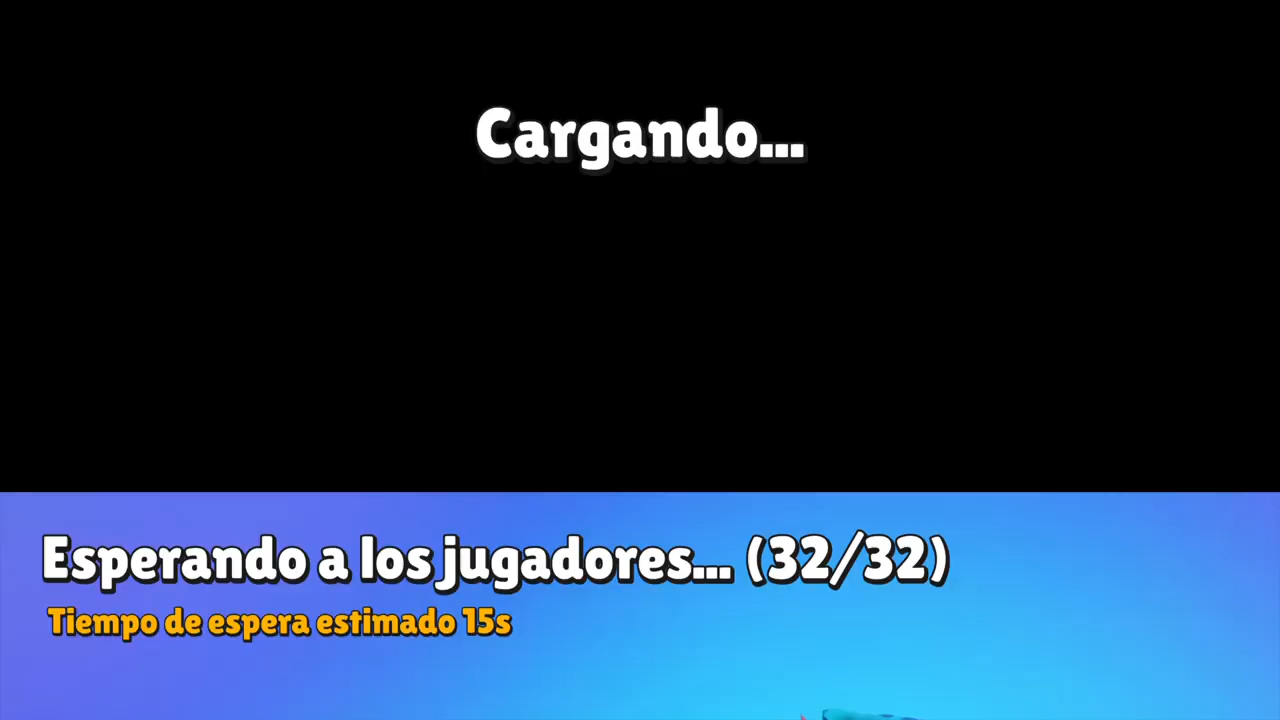 Cargando...
Esperando a los jugadores... (32/32)
Tiempo de espera estimado 15s